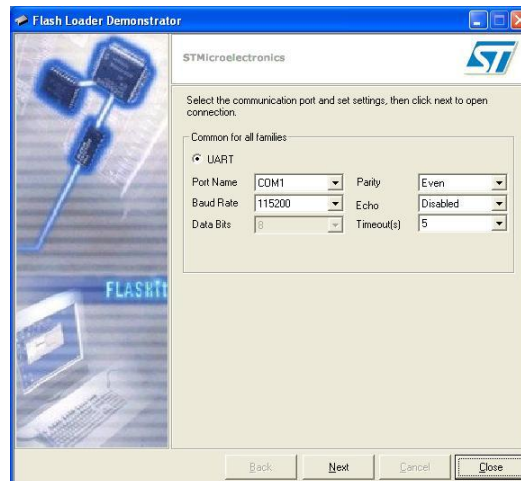 Flash Loader Demonstrator
STMicroelectronics
ST
Select the communication port and set settings, then click next to open
connection.
Common for all families
UART
Port Name COM1 Parity Even
Baud Rate 115200 Echo Disabled
Data Bits 8 Timeout(s) 5
FLASHIt
Back Next Cancel Close